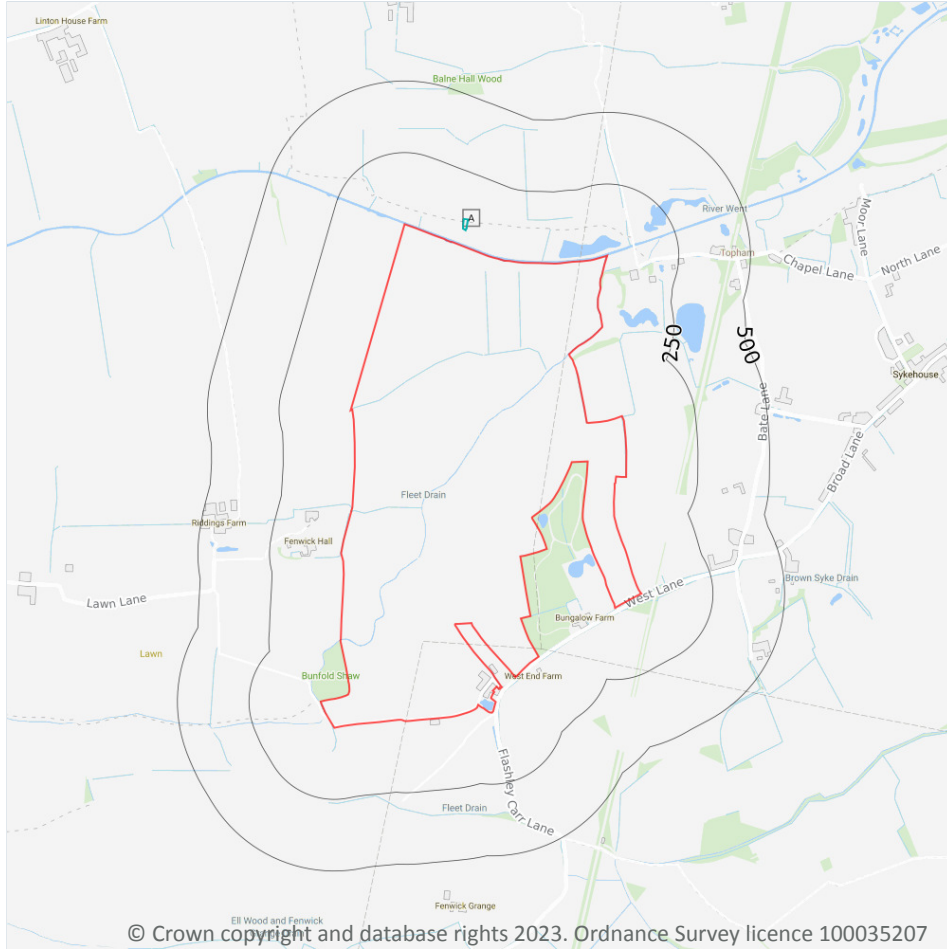 Linton House Farm
Balne Hall Wood
A
River Went
Topham
Moor Lane
Chapel Lane
North Lane
250
500
Sykehouse
Bate Lane
Broad Lane
Fleet Drain
Riddings Farm
Fenwick Hall
Brown Syke Drain
West Lane
Lawn Lane
Bungalow Farm
Lawn
Bunfold Shaw
West End Farm
Flashley Carr Lane
Fleet Drain
Fenwick Grange
Ell Wood and Fenwick
© Crown copyright and database rights 2023. Ordnance Survey licence 100035207